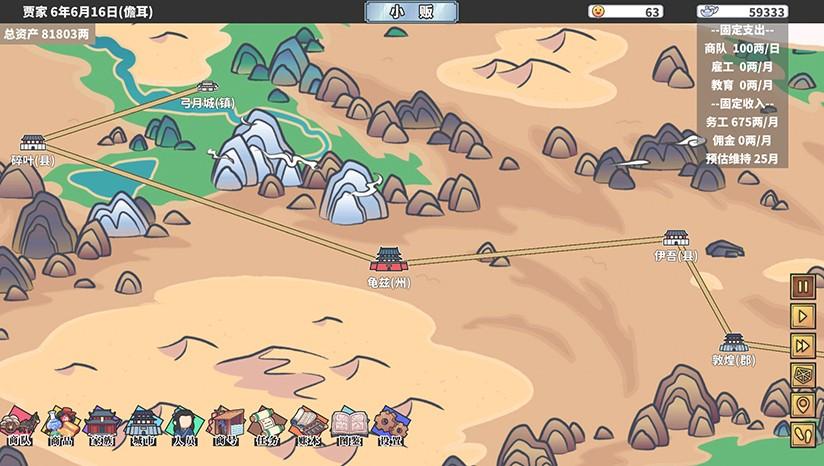 贾家 6年6月16日(儋耳)
小 贩
63
59333
总资产 81803两
--固定支出--
商队 100两/日
雇工 0两/月
教育 0两/月
--固定收入--
务工 675两/月
佣金 0两/月
预估维持 25月
弓月城(镇)
碎叶(县)
龟兹(州)
伊吾(县)
敦煌(郡)
商队 商品 家族 城市 人员 商号 任务 账本 图鉴 设置